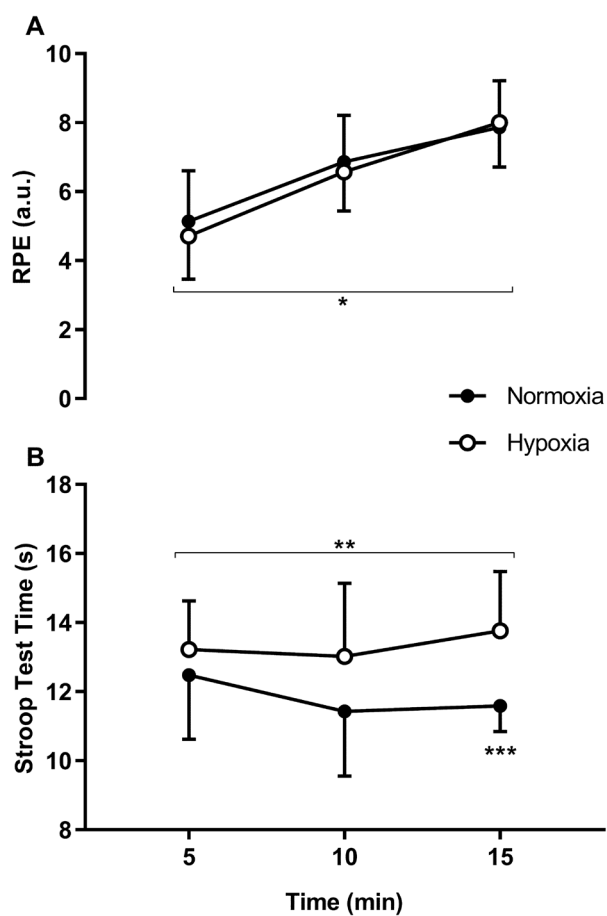 A
10
8
6
4
2
0
RPE (a.u.)
*
Normoxia
Hypoxia
B
18
16
14
12
10
8
Stroop Test Time (s)
**
***
5 10 15
Time (min)